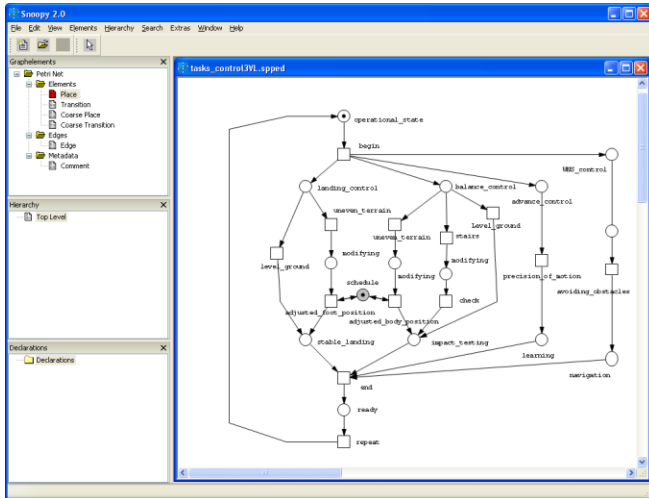 Snoopy 2.0
File Edit View Elements Hierarchy Search Extras Window Help
Graphelements
Petri Net
Elements
Place
Transition
Coarse Place
Coarse Transition
Edges
Edge
Metadata
Comment
Hierarchy
Top Level
Declarations
Declarations
tasks_control3YL.spped
operational_state
begin
landing_control
balance_control
WBS_control
advance_control
uneven_terrain
level_ground
uneven_terrain
stairs
level_ground
modifying
modifying
modifying
precision_of_motion
schedule
avoiding_obstacles
check
adjusted_foot_position
adjusted_body_position
stable_landing
impact_testing
learning
navigation
end
ready
repeat